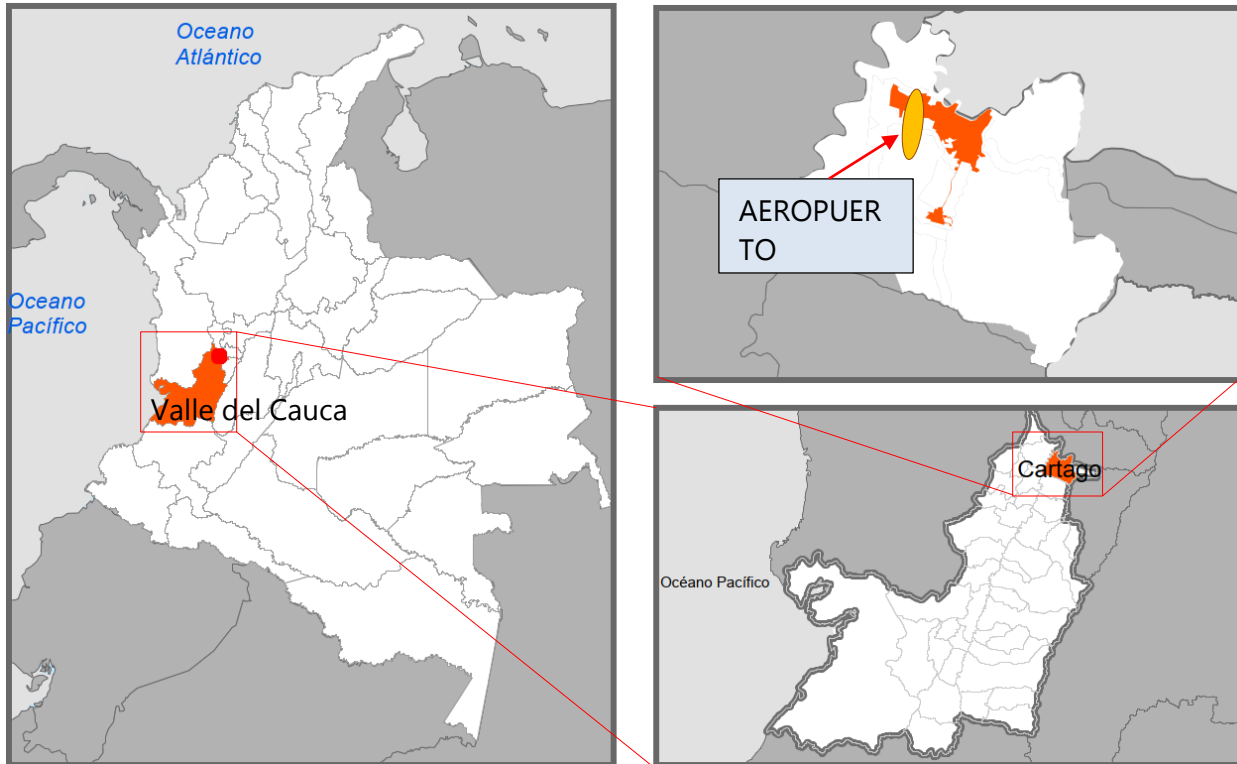 Oceano
Atlántico
Oceano
Pacífico
Valle del Cauca
AEROPUER
TO
Cartago
Océano Pacífico